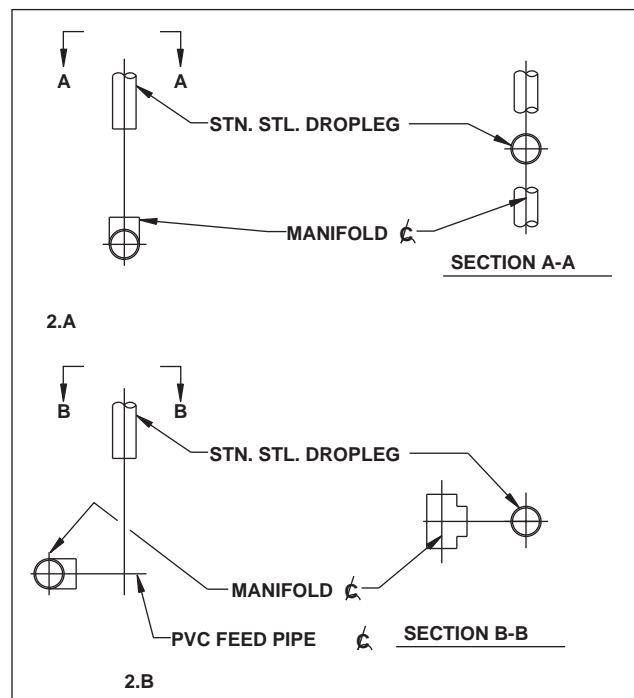 A A
STN. STL. DROPLEG
MANIFOLD ℄
SECTION A-A
2.A
B B
STN. STL. DROPLEG
MANIFOLD ℄
PVC FEED PIPE ℄
SECTION B-B
2.B